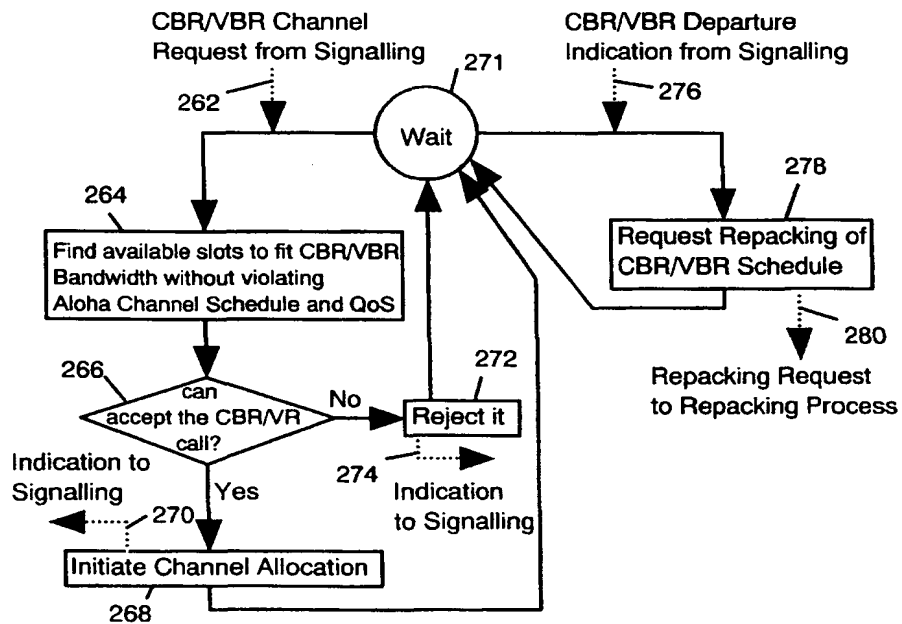 CBR/VBR Channel
Request from Signalling
262
271
Wait
CBR/VBR Departure
Indication from Signalling
276
264
Find available slots to fit CBR/VBR
Bandwidth without violating
Aloha Channel Schedule and QoS
278
Request Repacking of
CBR/VBR Schedule
280
Repacking Request
to Repacking Process
266
can
accept the CBR/VR
call?
No
272
Reject it
274
Indication
to Signalling
Indication to
Signalling
Yes
270
Initiate Channel Allocation
268